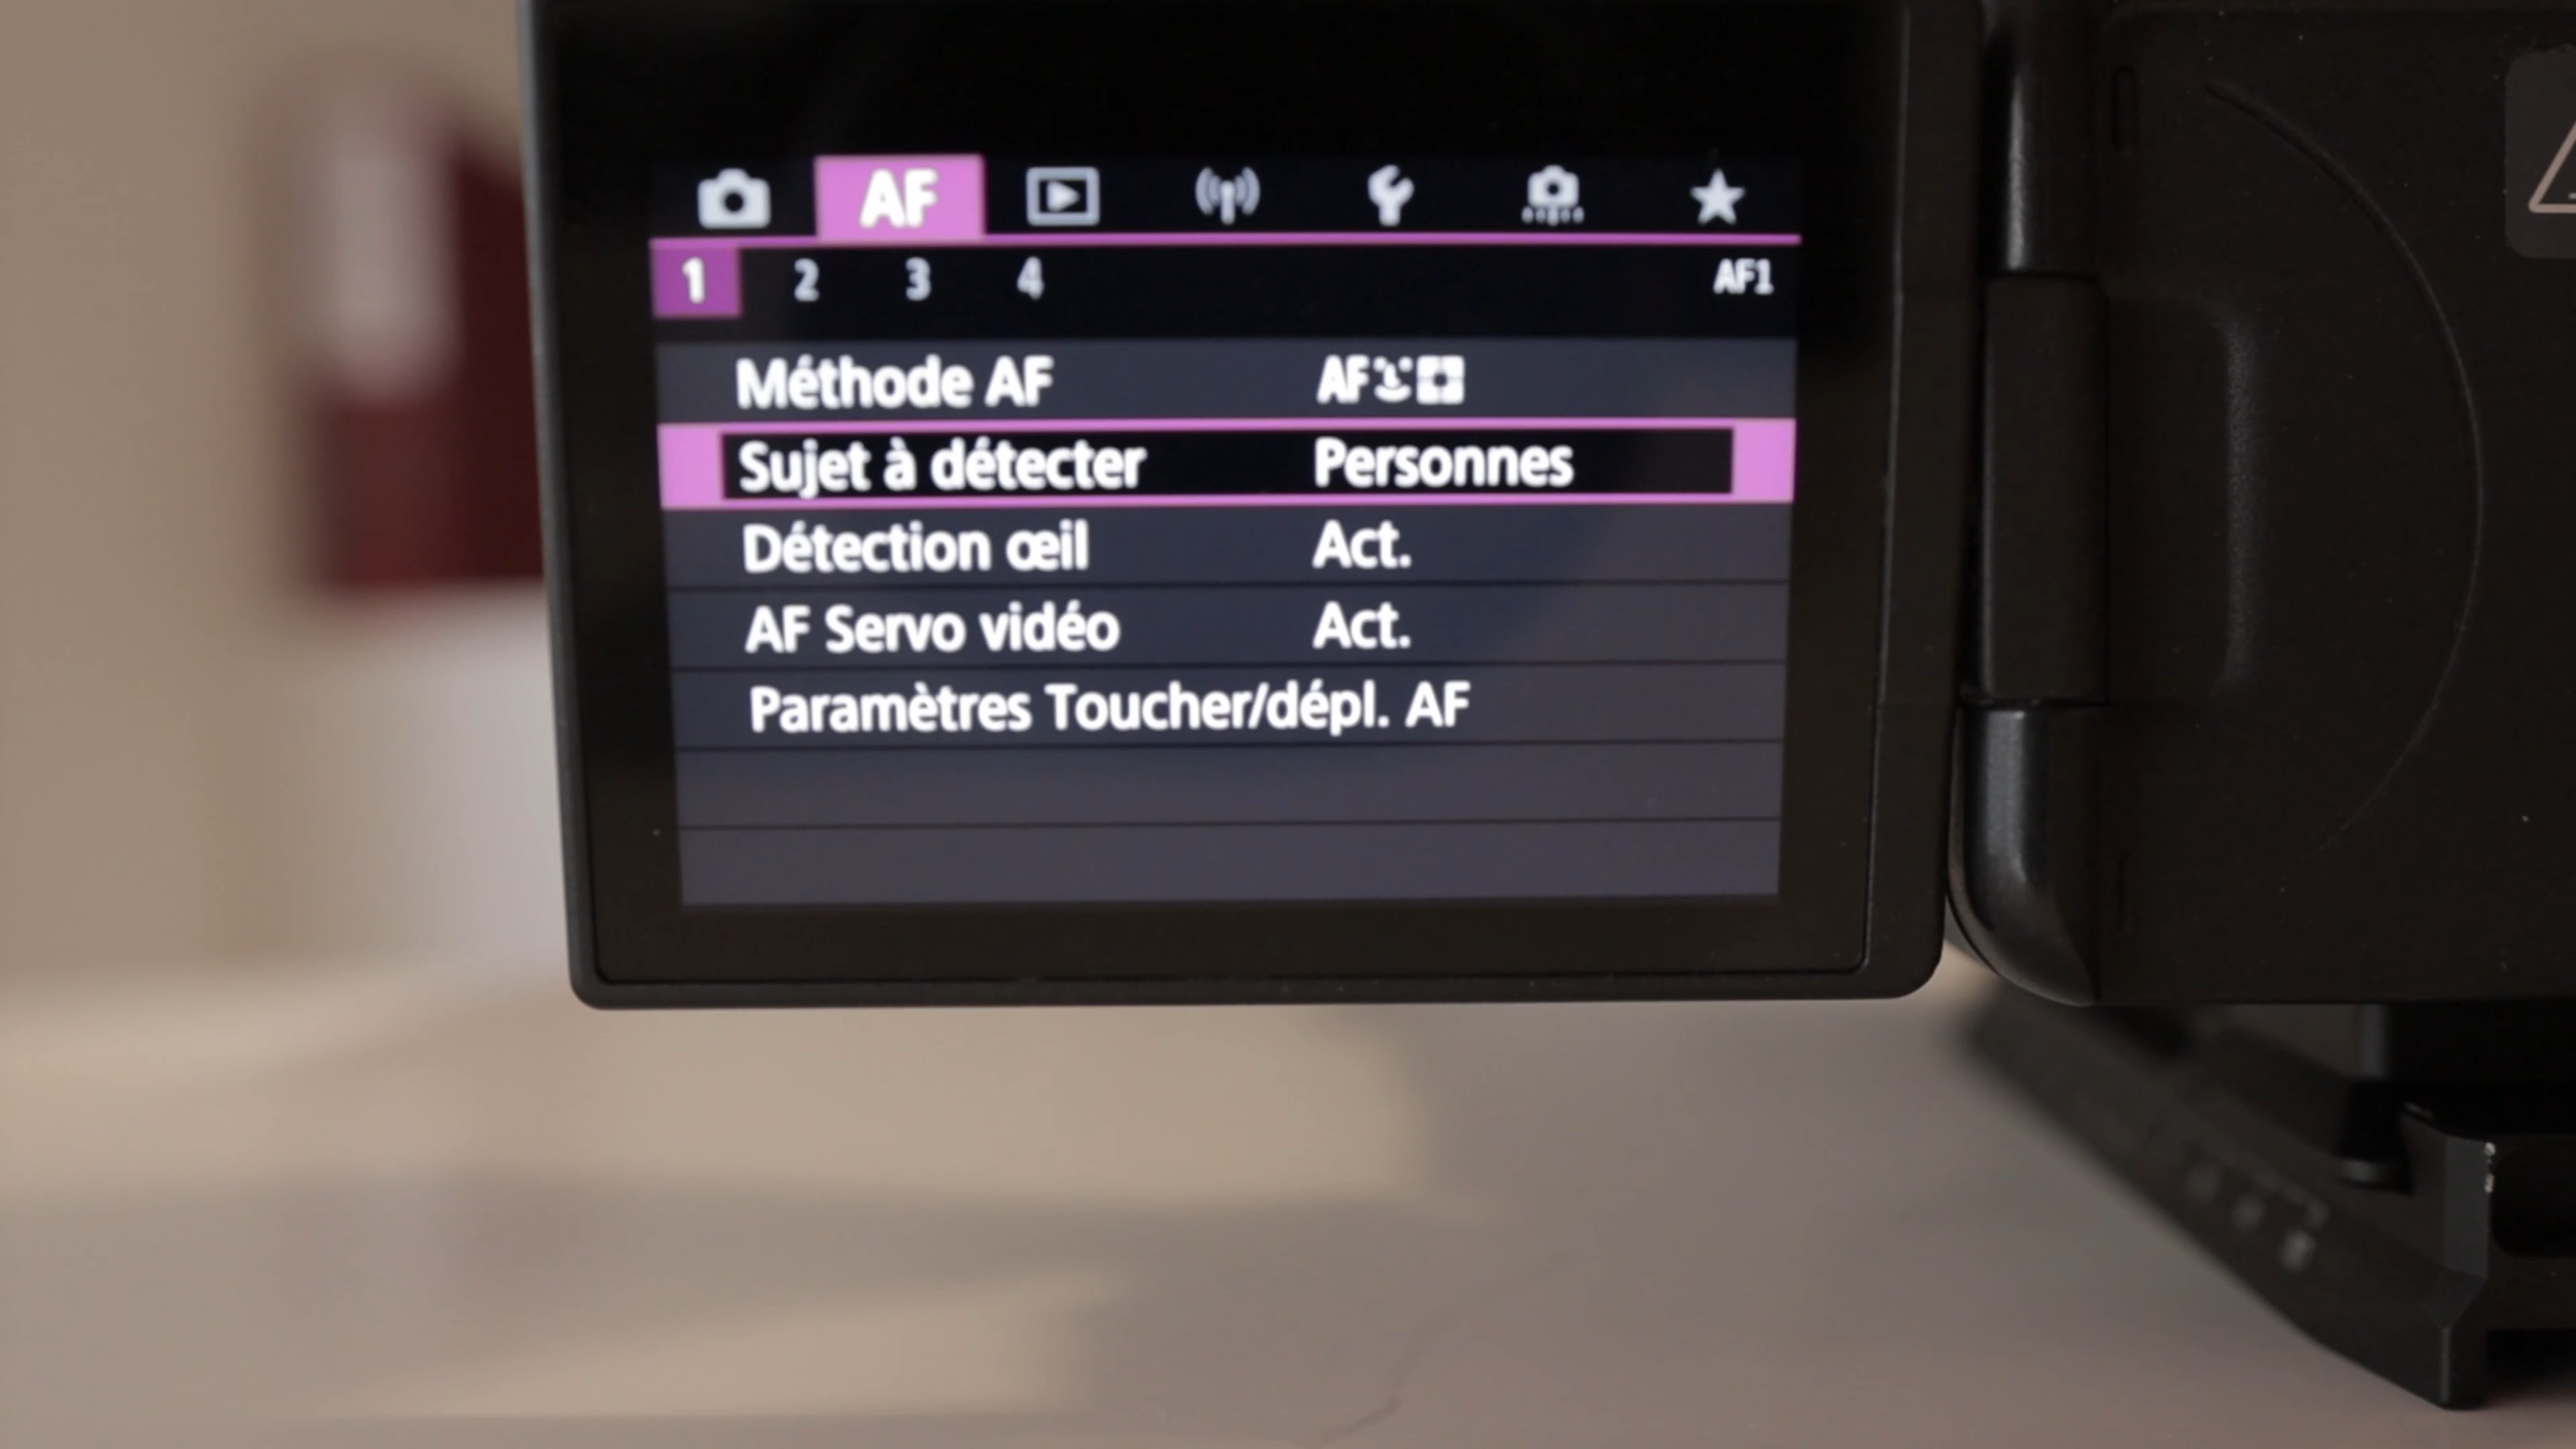 AF
1 2 3 4 AF1
Méthode AF AF
Sujet à détecter Personnes
Détection œil Act.
AF Servo vidéo Act.
Paramètres Toucher/dépl. AF